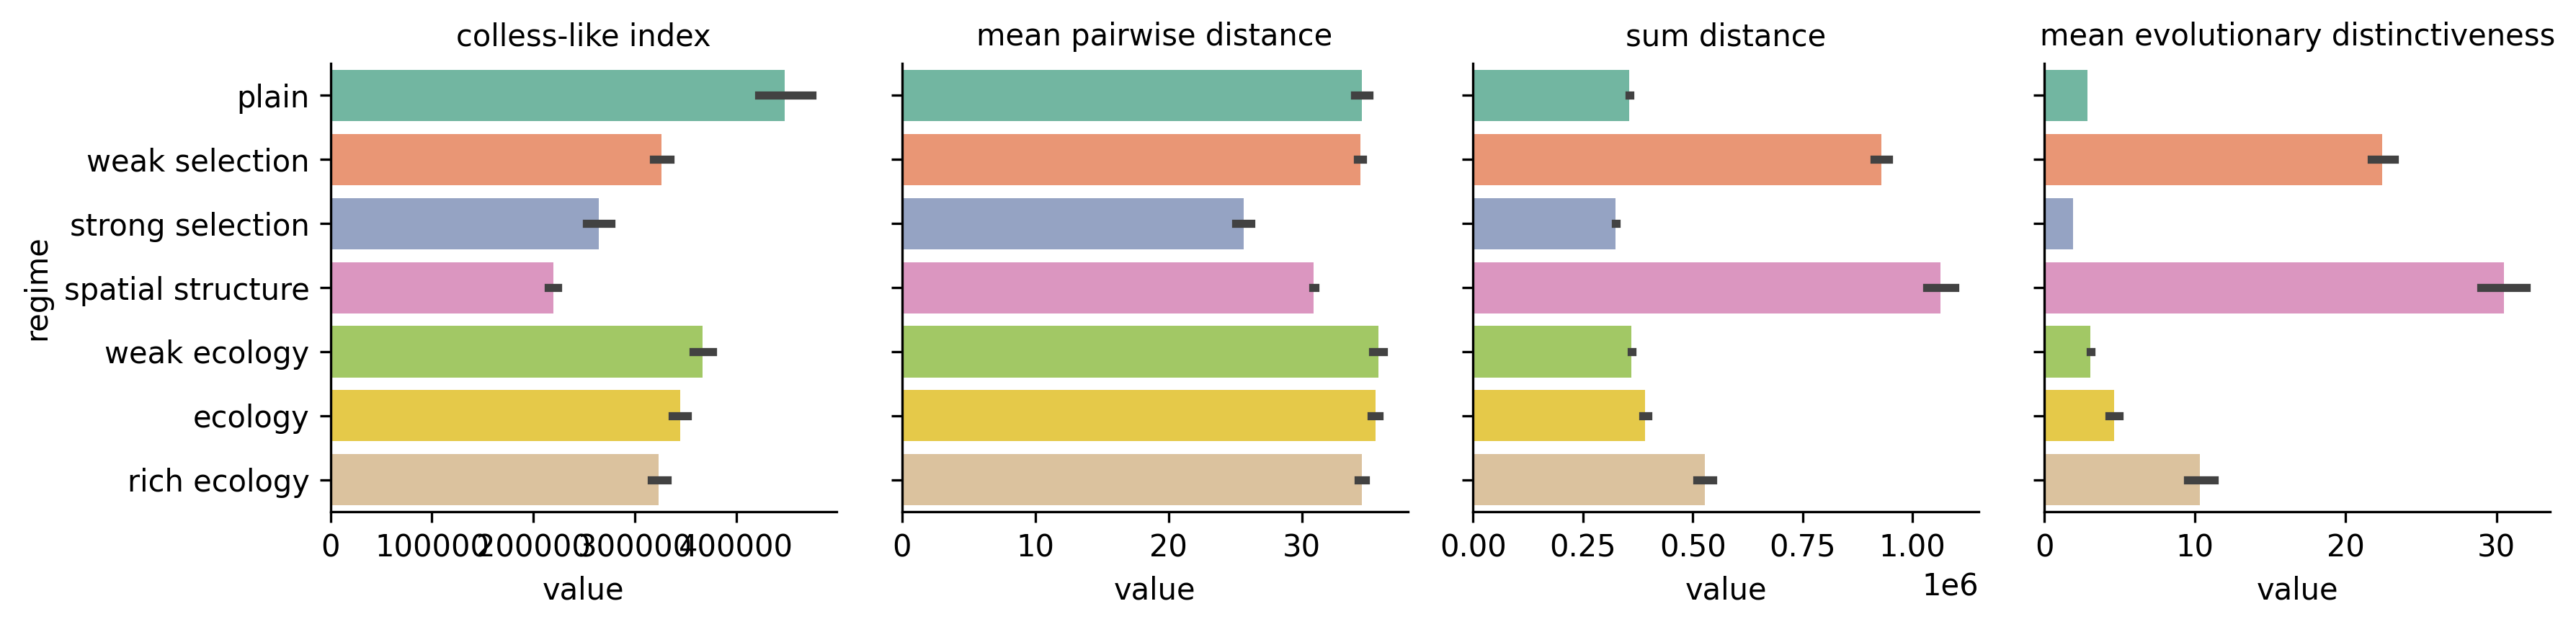 colless-like index
mean pairwise distance
sum distance
mean evolutionary distinctiveness
regime
plain
weak selection
strong selection
spatial structure
weak ecology
ecology
rich ecology
0 100000 200000 300000 400000
value
0 10 20 30
value
0.00 0.25 0.50 0.75 1.00
1e6
value
0 10 20 30
value